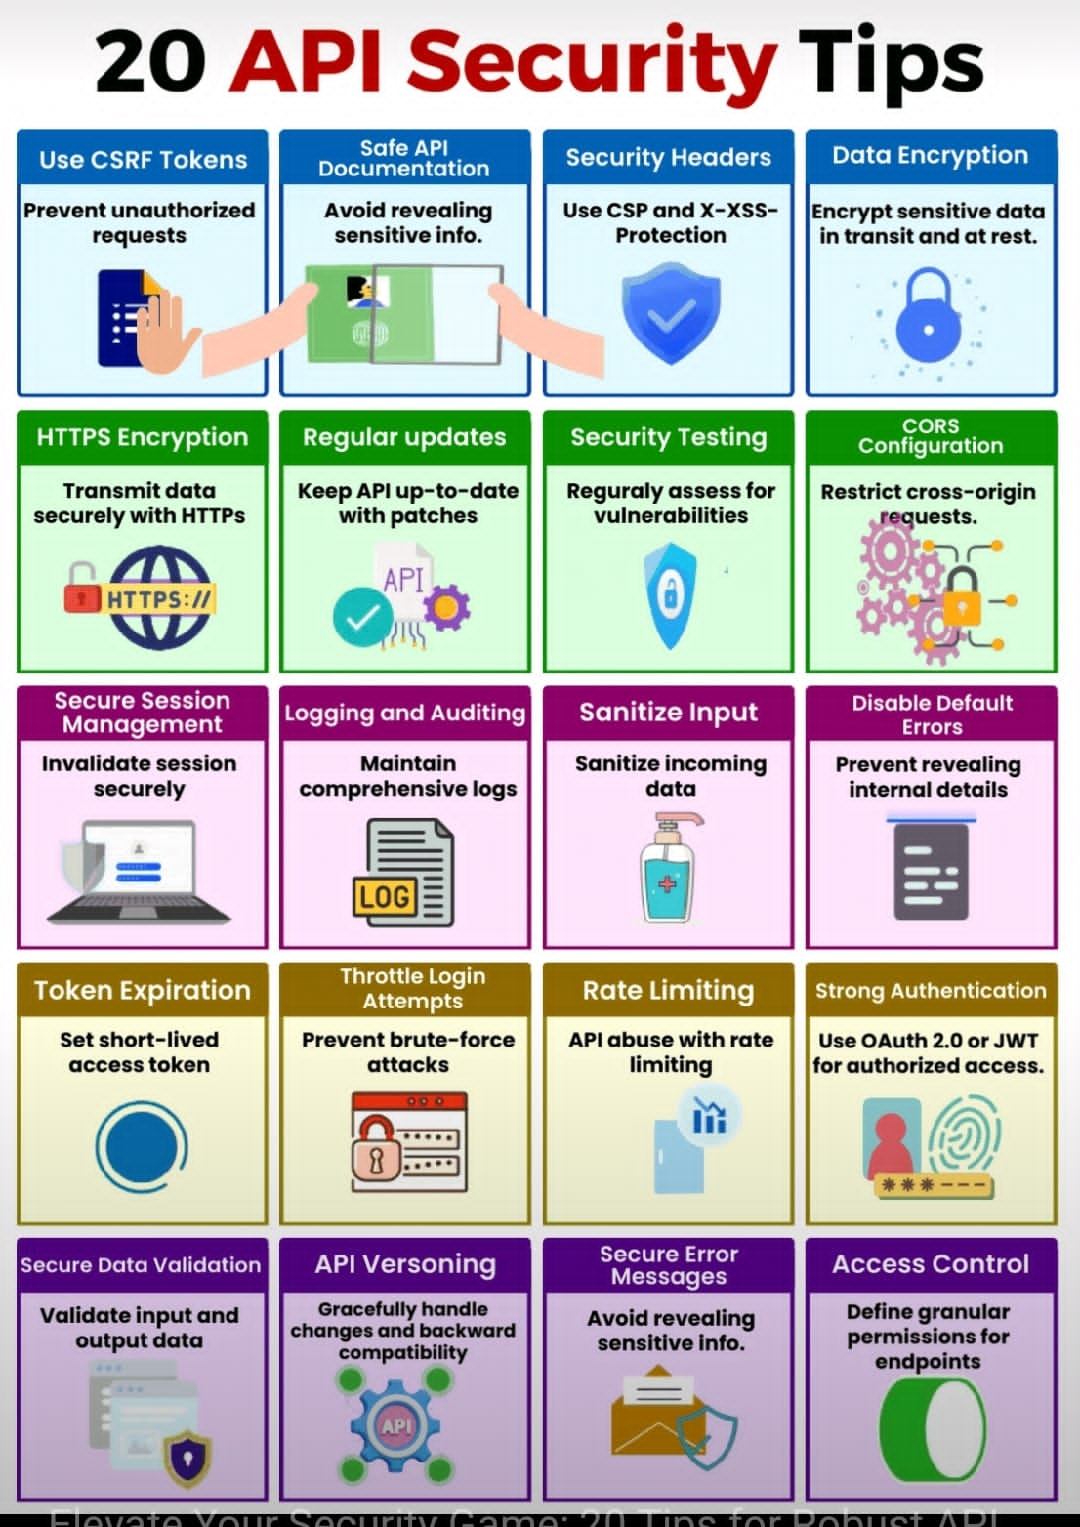 20 API Security Tips
Use CSRF Tokens
Prevent unauthorized
requests
Safe API
Documentation
Avoid revealing
sensitive info.
Security Headers
Use CSP and X-XSS-
Protection
Data Encryption
Encrypt sensitive data
in transit and at rest.
HTTPS Encryption
Transmit data
securely with HTTPs
HTTPS://
Regular updates
Keep API up-to-date
with patches
API
Security Testing
Reguraly assess for
vulnerabilities
CORS
Configuration
Restrict cross-origin
requests.
Secure Session
Management
Invalidate session
securely
Logging and Auditing
Maintain
comprehensive logs
LOG
Sanitize Input
Sanitize incoming
data
Disable Default
Errors
Prevent revealing
internal details
Token Expiration
Set short-lived
access token
Throttle Login
Attempts
Prevent brute-force
attacks
Rate Limiting
API abuse with rate
limiting
Strong Authentication
Use OAuth 2.0 or JWT
for authorized access.
***---
Secure Data Validation
Validate input and
output data
API Versoning
Gracefully handle
changes and backward
compatibility
API
Secure Error
Messages
Avoid revealing
sensitive info.
Access Control
Define granular
permissions for
endpoints
Elevate Your Security Game: 20 Tips for Robust API